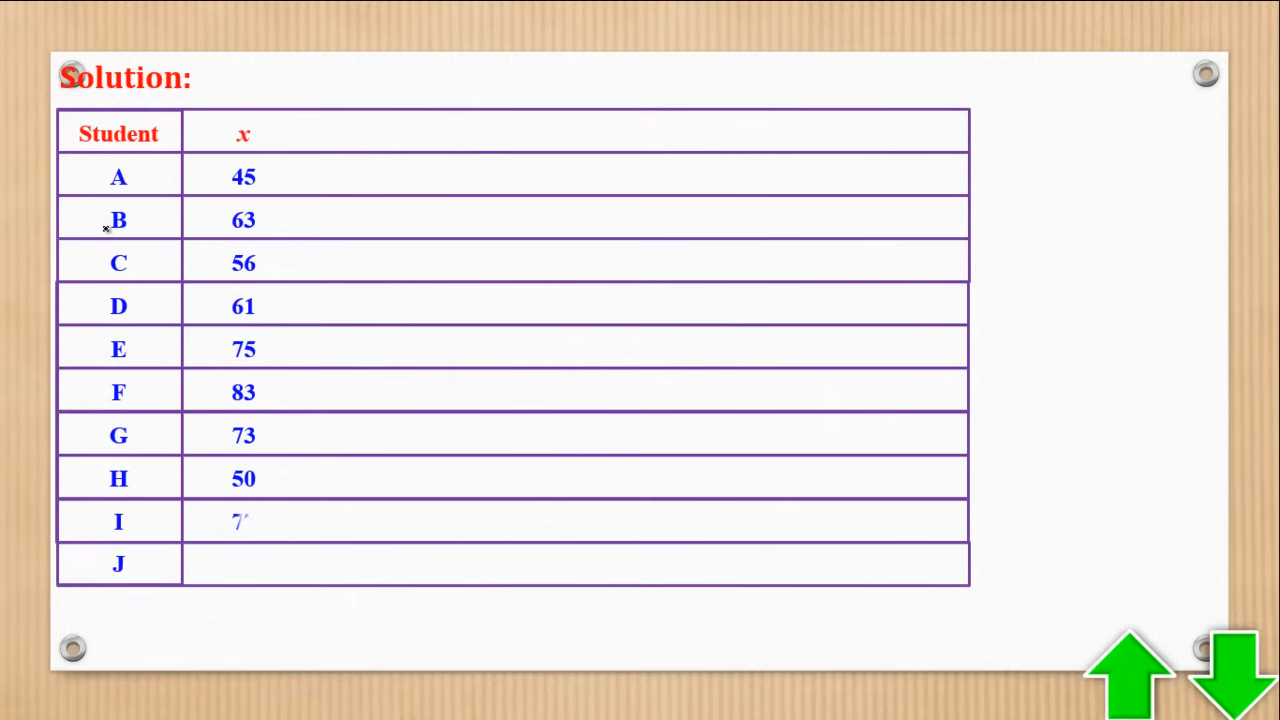 Solution:
Student x
A 45
B 63
C 56
D 61
E 75
F 83
G 73
H 50
I
J